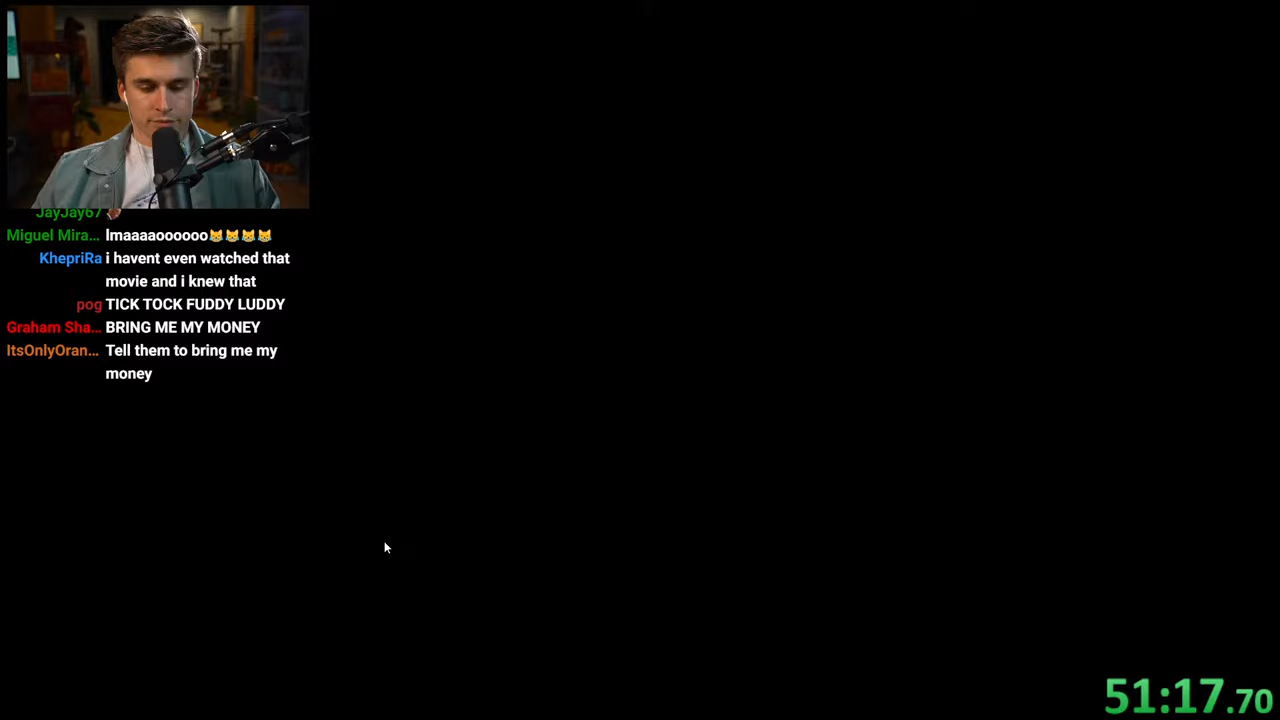 JayJay67
Miguel Mira... lmaaaaoooooo😹😹😹😹
KhepriRa i havent even watched that
movie and i knew that
pog TICK TOCK FUDDY LUDDY
Graham Sha... BRING ME MY MONEY
ItsOnlyOran... Tell them to bring me my
money
51:17.70